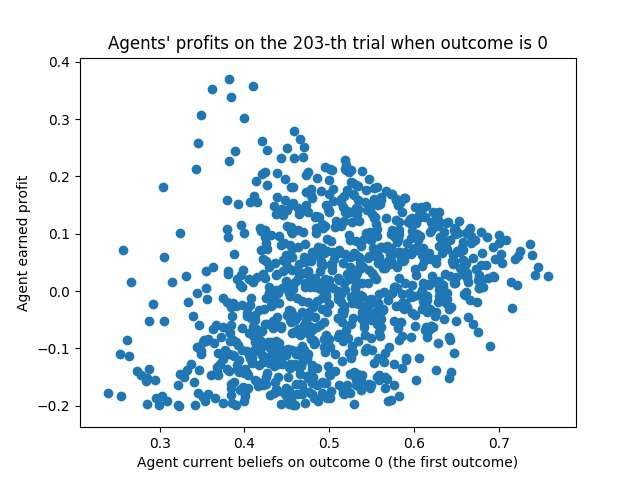 Agents' profits on the 203-th trial when outcome is 0
Agent earned profit
0.4
0.3
0.2
0.1
0.0
−0.1
−0.2
0.3 0.4 0.5 0.6 0.7
Agent current beliefs on outcome 0 (the first outcome)